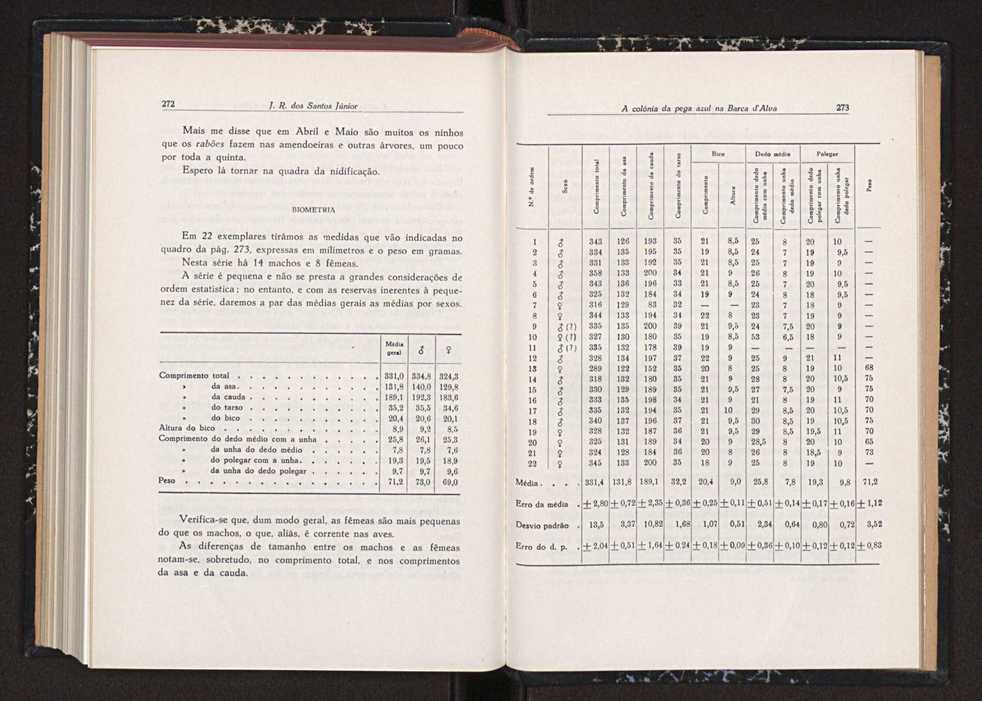 272 J. R. dos Santos Júnior
Mais me disse que em Abril e Maio são muitos os ninhos
que os rabões fazem nas amendoeiras e outras árvores, um pouco
por toda a quinta.
Espero lá tornar na quadra da nidificação.
BIOMETRIA
Em 22 exemplares tirámos as medidas que vão indicadas no
quadro da pág. 273, expressas em milímetros e o peso em gramas.
Nesta série há 14 machos e 8 fêmeas.
A série é pequena e não se presta a grandes considerações de
ordem estatística; no entanto, e com as reservas inerentes à peque-
nez da série, daremos a par das médias gerais as médias por sexos.
Média geral ♂ ♀
Comprimento total . . . . . . . . . . . . 331,0 334,8 324,3
» da asa. . . . . . . . . . . . 131,8 140,0 129,8
» da cauda . . . . . . . . . . . 189,1 192,3 183,6
» do tarso . . . . . . . . . . . 35,2 35,5 34,6
» do bico . . . . . . . . . . . 20,4 20,6 20,1
Altura do bico . . . . . . . . . . . . . 8,9 9,2 8,5
Comprimento do dedo médio com a unha . . . . . 25,8 26,1 25,3
» da unha do dedo médio . . . . . . 7,8 7,8 7,6
» do polegar com a unha. . . . . . . 19,3 19,5 18,9
» da unha do dedo polegar . . . . . . 9,7 9,7 9,6
Peso . . . . . . . . . . . . . . . . 71,2 73,0 69,0
Verifica-se que, dum modo geral, as fêmeas são mais pequenas
do que os machos, o que, aliás, é corrente nas aves.
As diferenças de tamanho entre os machos e as fêmeas
notam-se, sobretudo, no comprimento total, e nos comprimentos
da asa e da cauda.
A colónia da pega azul na Barca d'Alva 273
Bico Dedo médio Polegar
N.º de ordem Sexo Comprimento total Comprimento da asa Comprimento da cauda Comprimento do tarso Comprimento Altura Comprimento dedo médio com unha Comprimento unha dedo médio Comprimento dedo polegar com unha Comprimento unha dedo polegar Peso
1 ♂ 343 126 193 35 21 8,5 25 8 20 10 —
2 ♂ 334 135 195 35 19 8,5 24 7 19 9,5 —
3 ♂ 331 133 192 35 21 8,5 25 7 19 9 —
4 ♂ 358 133 200 34 21 9 26 8 19 10 —
5 ♂ 343 136 196 33 21 8,5 25 7 20 9,5 —
6 ♂ 325 132 184 34 19 9 24 8 18 9,5 —
7 ♀ 316 129 83 32 — — 23 7 18 9 —
8 ♀ 344 133 194 34 22 8 23 7 19 9 —
9 ♂ (?) 335 135 200 39 21 9,5 24 7,5 20 9 —
10 ♀ (?) 327 130 180 35 19 8,5 53 6,5 18 9 —
11 ♂ (?) 335 132 178 39 19 9 — — — — —
12 ♂ 328 134 197 37 22 9 25 9 21 11 —
13 ♀ 289 122 152 35 20 8 25 8 19 10 68
14 ♂ 318 132 180 35 21 9 28 8 20 10,5 75
15 ♂ 330 129 189 35 21 9,5 27 7,5 20 9 75
16 ♂ 333 135 198 34 21 9 21 8 19 11 70
17 ♂ 335 132 194 35 21 10 29 8,5 20 10,5 70
18 ♂ 340 137 196 37 21 9,5 30 8,5 19 10,5 75
19 ♀ 328 132 187 36 21 9,5 29 8,5 19,5 11 70
20 ♀ 325 131 189 34 20 9 28,5 8 20 10 65
21 ♀ 324 128 184 36 20 8 26 8 18,5 9 73
22 ♀ 345 133 200 35 18 9 25 8 19 10 —
Média. . . . 331,4 131,8 189,1 32,2 20,4 9,0 25,8 7,8 19,3 9,8 71,2
Erro da média . ± 2,80 ± 0,72 ± 2,35 ± 0,36 ± 0,25 ± 0,11 ± 0,51 ± 0,14 ± 0,17 ± 0,16 ± 1,12
Desvio padrão . 13,5 3,37 10,82 1,68 1,07 0,51 2,34 0,64 0,80 0,72 3,52
Erro do d. p. . ± 2,04 ± 0,51 ± 1,64 ± 0,24 ± 0,18 ± 0,09 ± 0,36 ± 0,10 ± 0,12 ± 0,12 ± 0,83